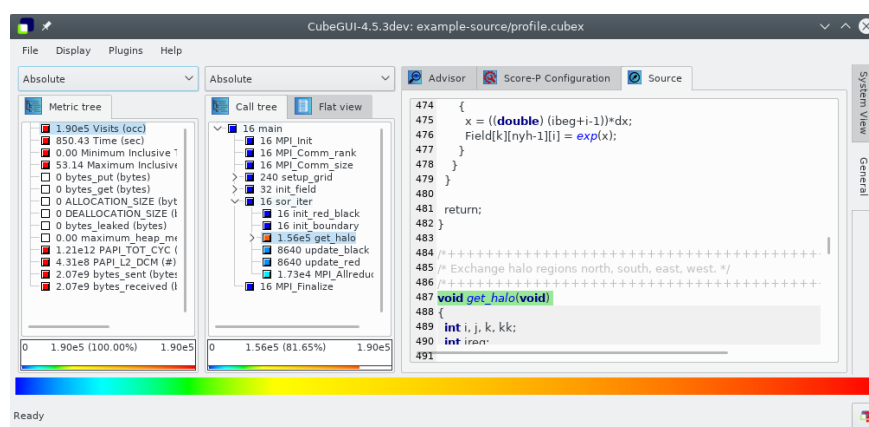 CubeGUI-4.5.3dev: example-source/profile.cubex
File Display Plugins Help
Absolute
Absolute
Advisor
Score-P Configuration
Source
Metric tree
Call tree
Flat view
1.90e5 Visits (occ)
850.43 Time (sec)
0.00 Minimum Inclusive
53.14 Maximum Inclusive
0 bytes_put (bytes)
0 bytes_get (bytes)
0 ALLOCATION_SIZE (byt
0 DEALLOCATION_SIZE (
0 bytes_leaked (bytes)
0.00 maximum_heap_me
1.21e12 PAPI_TOT_CYC (
4.31e8 PAPI_L2_DCM (#)
2.07e9 bytes_sent (bytes
2.07e9 bytes_received (
0 1.90e5 (100.00%) 1.90e5
16 main
16 MPI_Init
16 MPI_Comm_rank
16 MPI_Comm_size
240 setup_grid
32 init_field
16 sor_iter
16 init_red_black
16 init_boundary
1.56e5 get_halo
8640 update_black
8640 update_red
1.73e4 MPI_Allreduc
16 MPI_Finalize
0 1.56e5 (81.65%) 1.90e5
474 {
475 x = ((double) (ibeg+i-1))*dx;
476 Field[k][nyh-1][i] = exp(x);
477 }
478 }
479 }
480
481 return;
482 }
483
484 /*++++++++++++++++++++++++++++++++++++
485 /* Exchange halo regions north, south, east, west. */
486 /*++++++++++++++++++++++++++++++++++++
487 void get_halo(void)
488 {
489 int i, j, k, kk;
490 int ireq;
491
System View
General
Ready